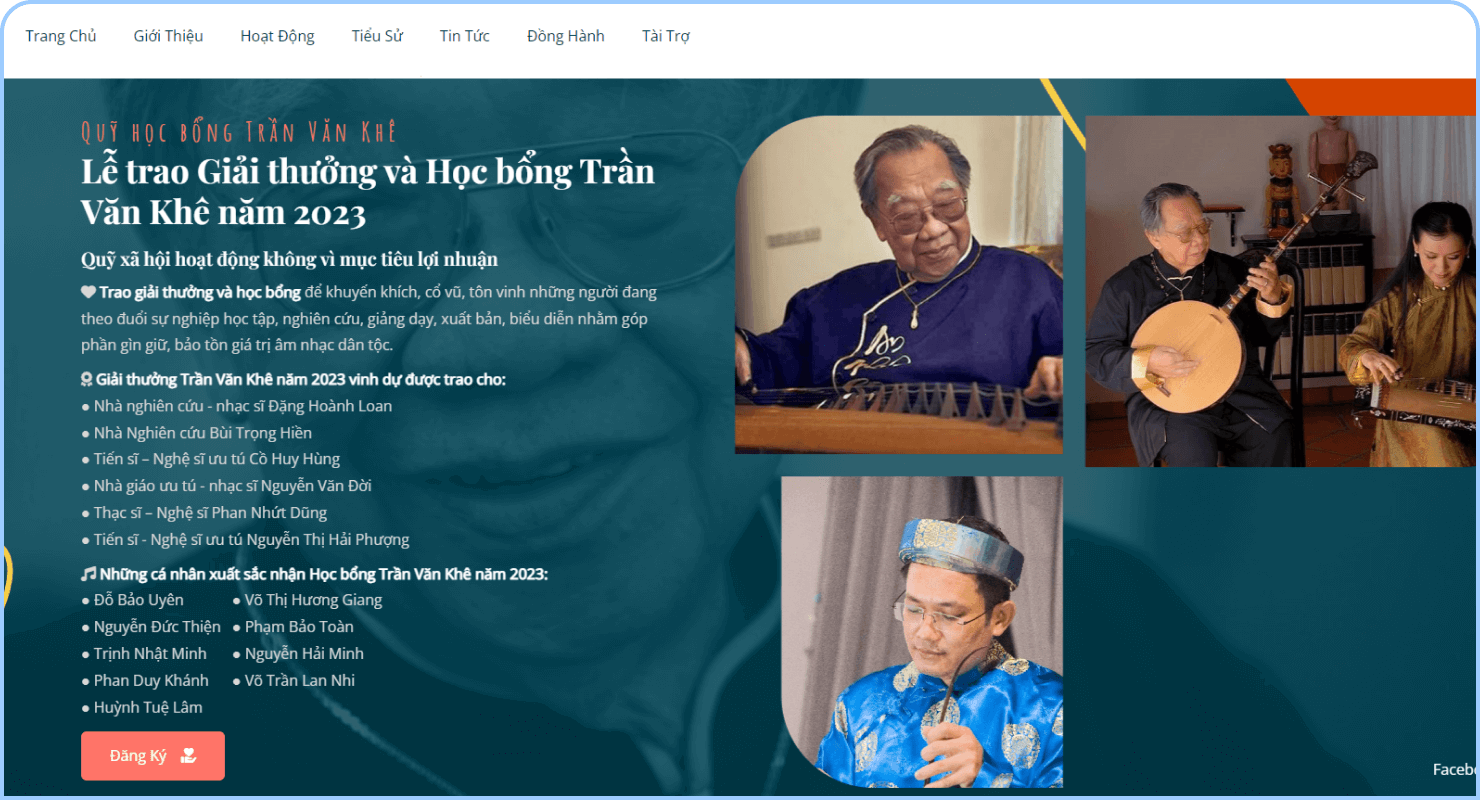 Trang Chủ Giới Thiệu Hoạt Động Tiểu Sử Tin Tức Đồng Hành Tài Trợ
Quỹ học bổng Trần Văn Khê
Lễ trao Giải thưởng và Học bổng Trần
Văn Khê năm 2023
Quỹ xã hội hoạt động không vì mục tiêu lợi nhuận
Trao giải thưởng và học bổng để khuyến khích, cổ vũ, tôn vinh những người đang
theo đuổi sự nghiệp học tập, nghiên cứu, giảng dạy, xuất bản, biểu diễn nhằm góp
phần gìn giữ, bảo tồn giá trị âm nhạc dân tộc.
Giải thưởng Trần Văn Khê năm 2023 vinh dự được trao cho:
● Nhà nghiên cứu - nhạc sĩ Đặng Hoành Loan
● Nhà Nghiên cứu Bùi Trọng Hiền
● Tiến sĩ – Nghệ sĩ ưu tú Cồ Huy Hùng
● Nhà giáo ưu tú - nhạc sĩ Nguyễn Văn Đời
● Thạc sĩ – Nghệ sĩ Phan Nhứt Dũng
● Tiến sĩ - Nghệ sĩ ưu tú Nguyễn Thị Hải Phượng
Những cá nhân xuất sắc nhận Học bổng Trần Văn Khê năm 2023:
● Đỗ Bảo Uyên ● Võ Thị Hương Giang
● Nguyễn Đức Thiện ● Phạm Bảo Toàn
● Trịnh Nhật Minh ● Nguyễn Hải Minh
● Phan Duy Khánh ● Võ Trần Lan Nhi
● Huỳnh Tuệ Lâm
Đăng Ký